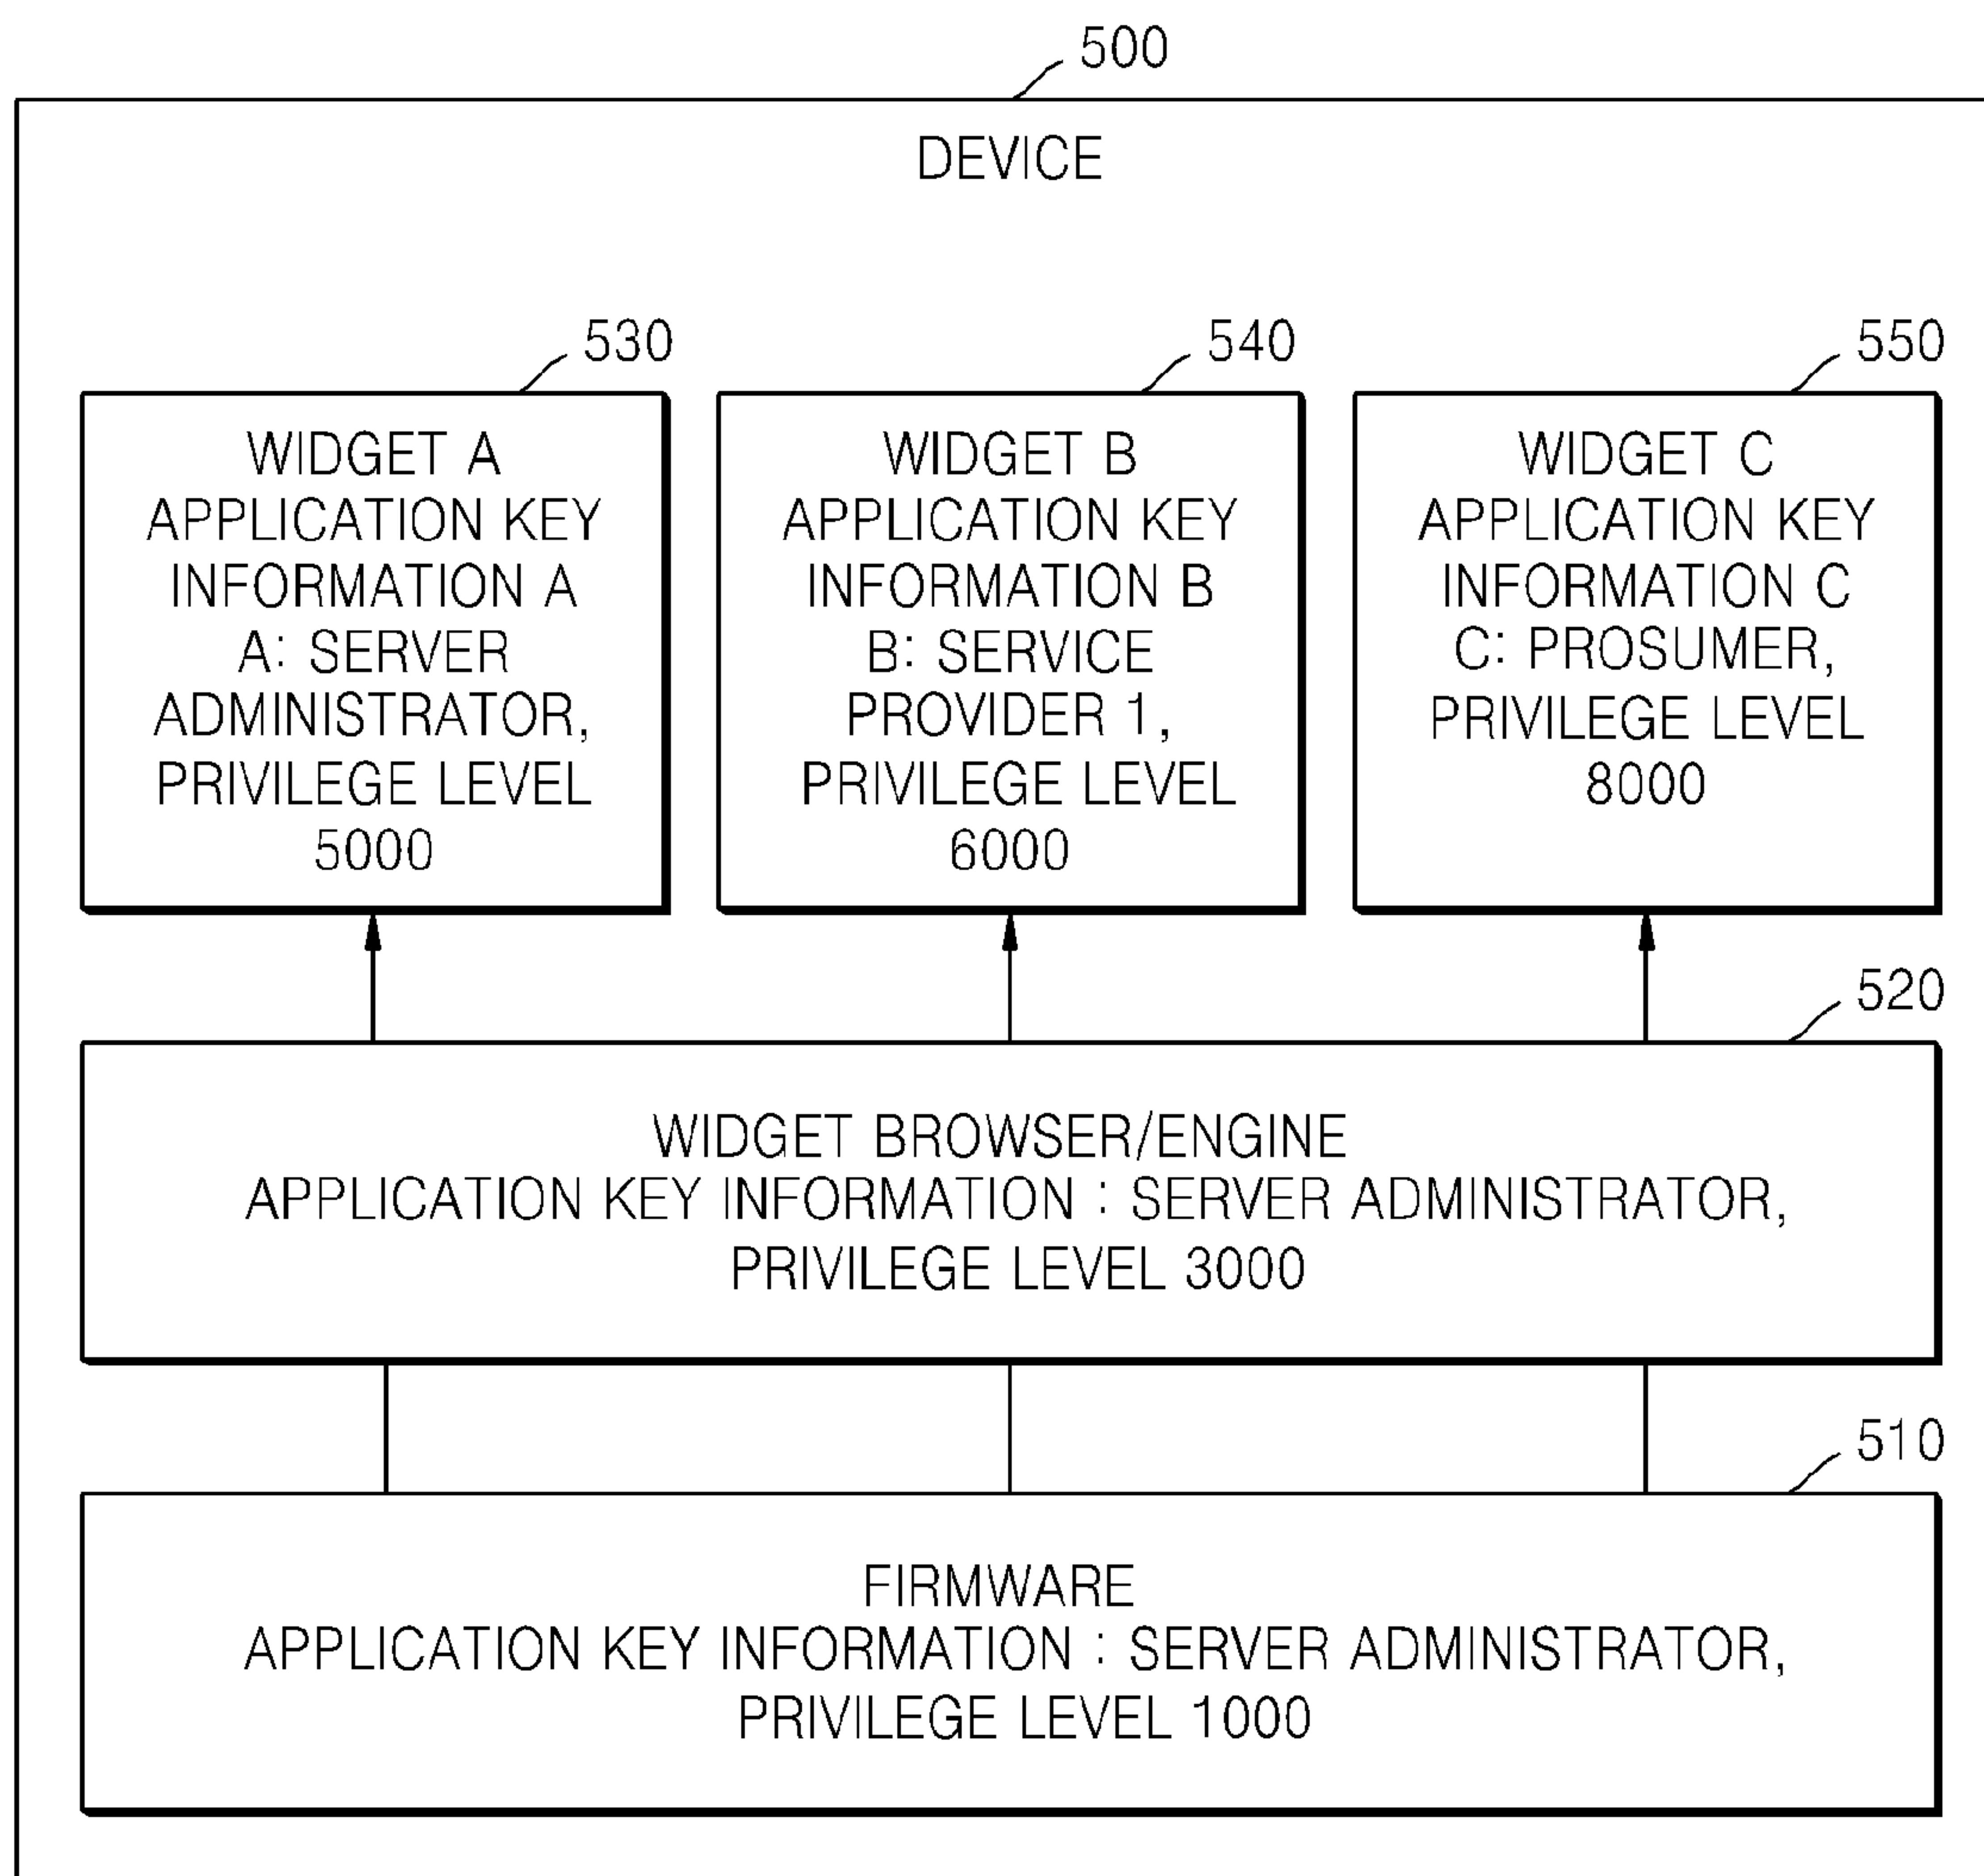 500
DEVICE
530
540
550
WIDGET A
APPLICATION KEY
INFORMATION A
A: SERVER
ADMINISTRATOR,
PRIVILEGE LEVEL
5000
WIDGET B
APPLICATION KEY
INFORMATION B
B: SERVICE
PROVIDER 1,
PRIVILEGE LEVEL
6000
WIDGET C
APPLICATION KEY
INFORMATION C
C: PROSUMER,
PRIVILEGE LEVEL
8000
520
WIDGET BROWSER/ENGINE
APPLICATION KEY INFORMATION : SERVER ADMINISTRATOR,
PRIVILEGE LEVEL 3000
510
FIRMWARE
APPLICATION KEY INFORMATION : SERVER ADMINISTRATOR,
PRIVILEGE LEVEL 1000